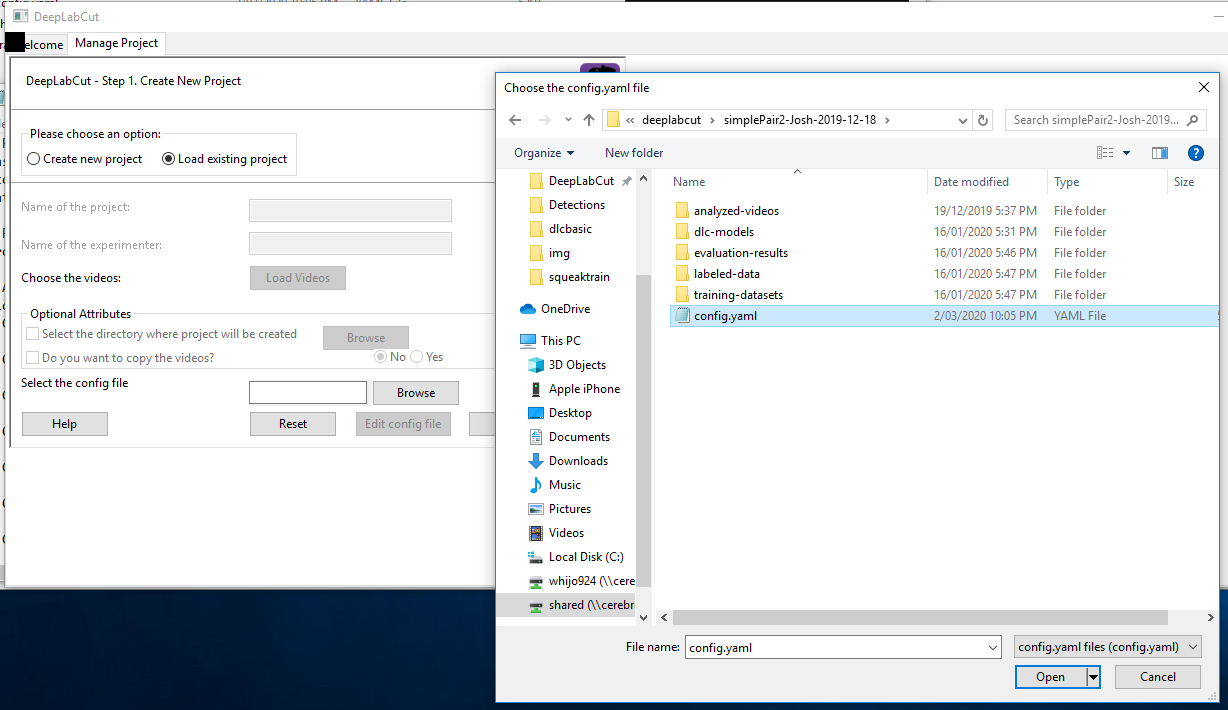 DeepLabCut
elcome Manage Project
DeepLabCut - Step 1. Create New Project
Please choose an option:
Create new project Load existing project
Name of the project:
Name of the experimenter:
Choose the videos: Load Videos
Optional Attributes
Select the directory where project will be created Browse
Do you want to copy the videos? No Yes
Select the config file Browse
Help Reset Edit config file
Choose the config.yaml file
« deeplabcut › simplePair2-Josh-2019-12-18 › Search simplePair2-Josh-2019...
Organize New folder
DeepLabCut
Detections
dlcbasic
img
squeaktrain
OneDrive
This PC
3D Objects
Apple iPhone
Desktop
Documents
Downloads
Music
Pictures
Videos
Local Disk (C:)
whijo924 (\\cere
shared (\\cerebr
Name Date modified Type Size
analyzed-videos 19/12/2019 5:37 PM File folder
dlc-models 16/01/2020 5:31 PM File folder
evaluation-results 16/01/2020 5:46 PM File folder
labeled-data 16/01/2020 5:47 PM File folder
training-datasets 16/01/2020 5:47 PM File folder
config.yaml 2/03/2020 10:05 PM YAML File
File name: config.yaml config.yaml files (config.yaml)
Open Cancel